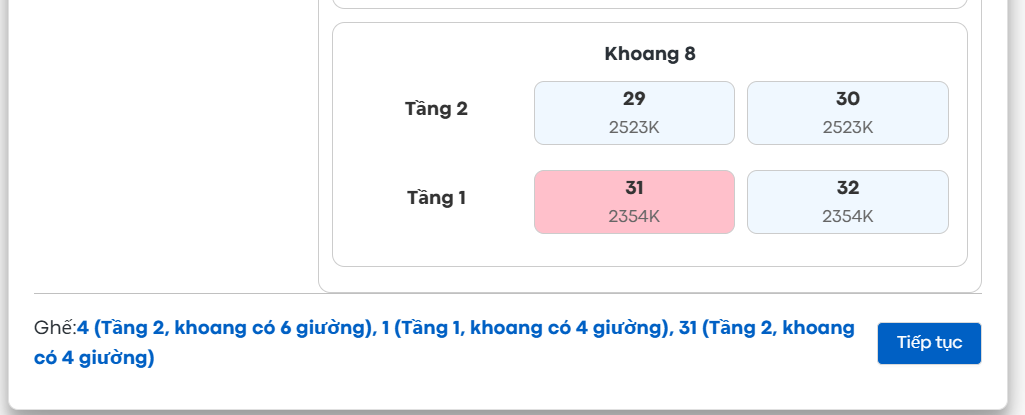 Khoang 8
Tầng 2
29
2523K
30
2523K
Tầng 1
31
2354K
32
2354K
Ghế:4 (Tầng 2, khoang có 6 giường), 1 (Tầng 1, khoang có 4 giường), 31 (Tầng 2, khoang
có 4 giường)
Tiếp tục